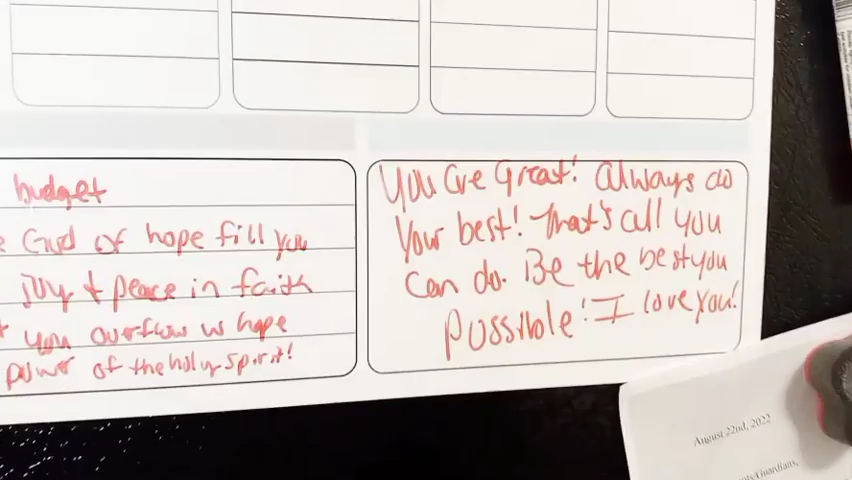 budget
God of hope fill you
joy + peace in faith
you overflow w hope
power of the holy spirit!
You are Great! Always do
Your best! That's all you
can do. Be the best you
possible! I love you!
August 22nd, 2022